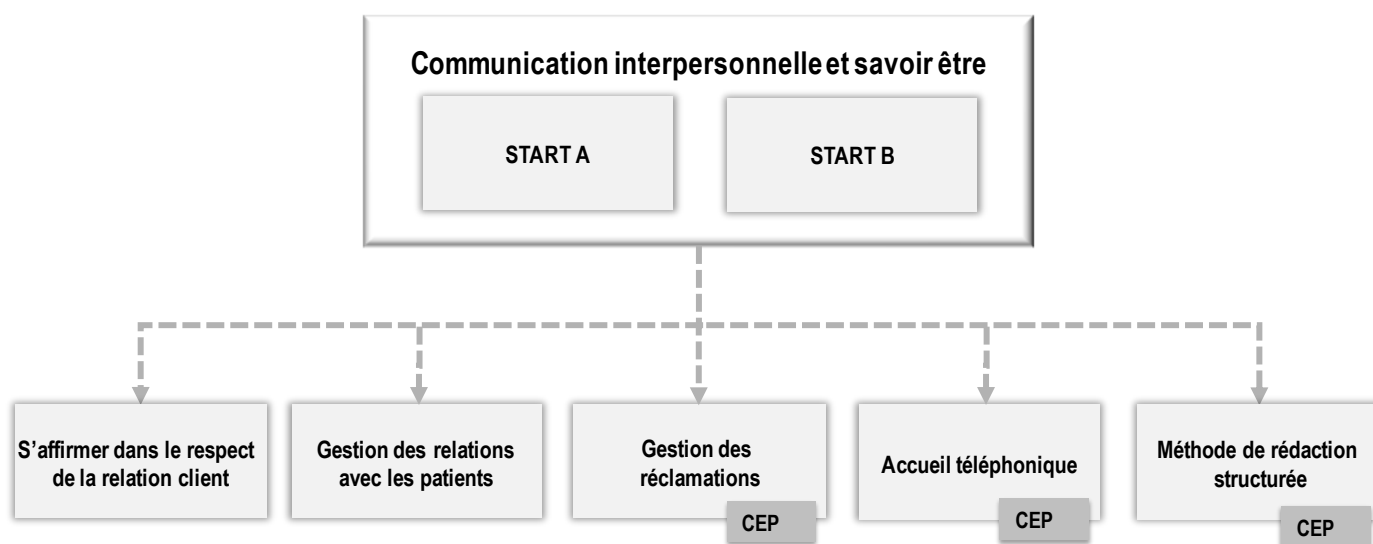 Communication interpersonnelle et savoir être
START A
START B
S’affirmer dans le respect
de la relation client
Gestion des relations
avec les patients
Gestion des
réclamations
CEP
Accueil téléphonique
CEP
Méthode de rédaction
structurée
CEP